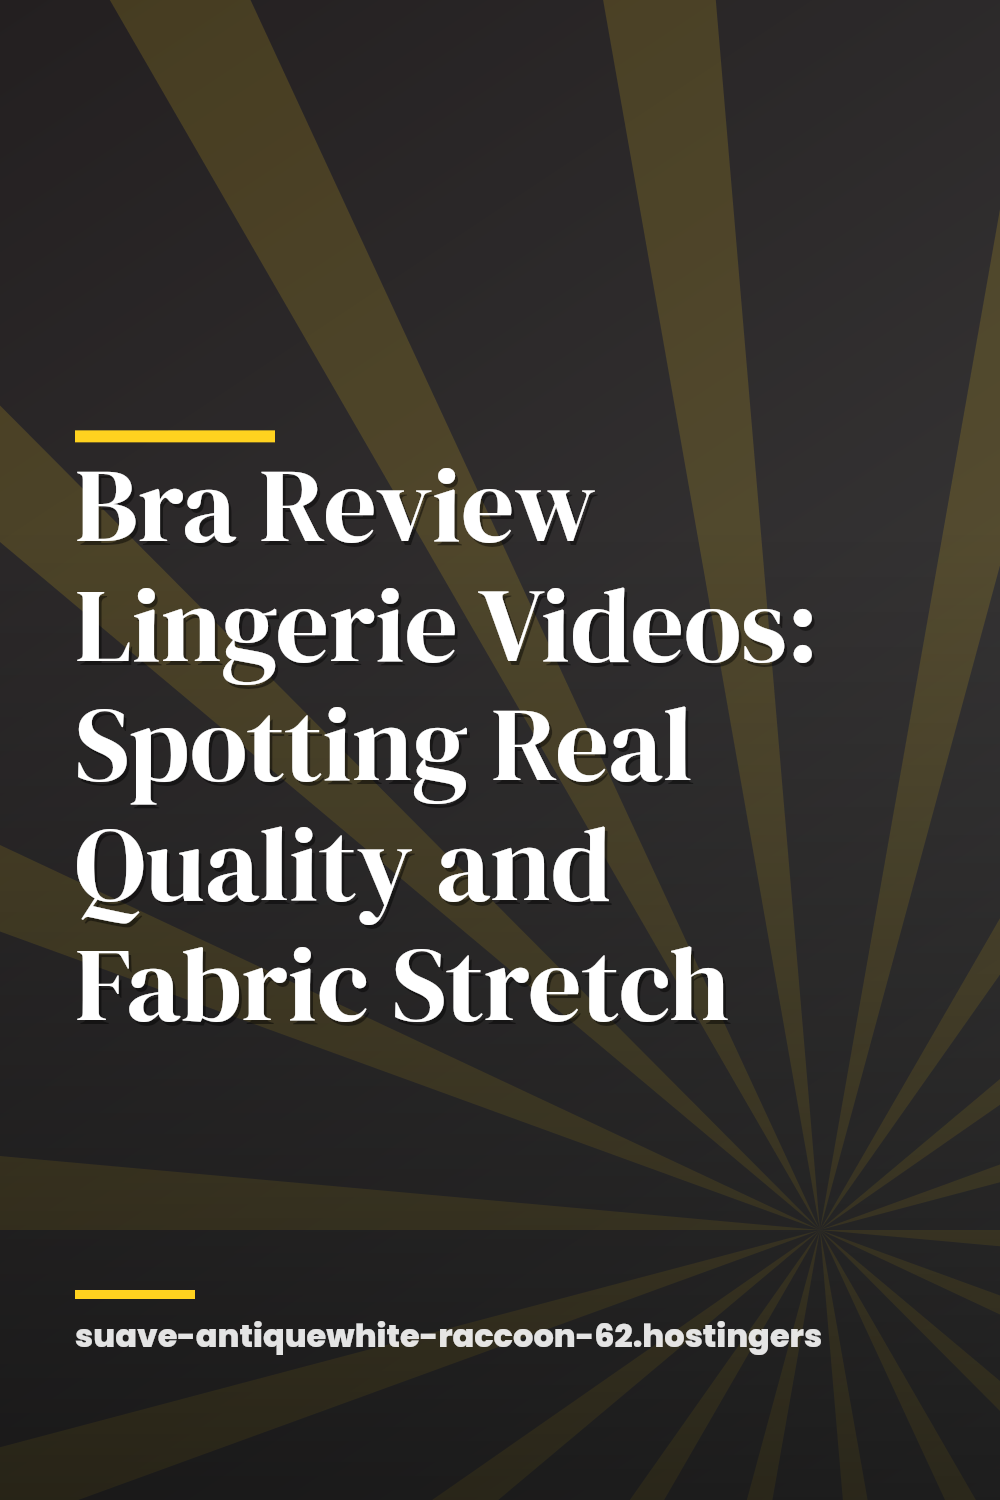 Bra Review
Lingerie Videos:
Spotting Real
Quality and
Fabric Stretch
suave-antiquewhite-raccoon-62.hostingers